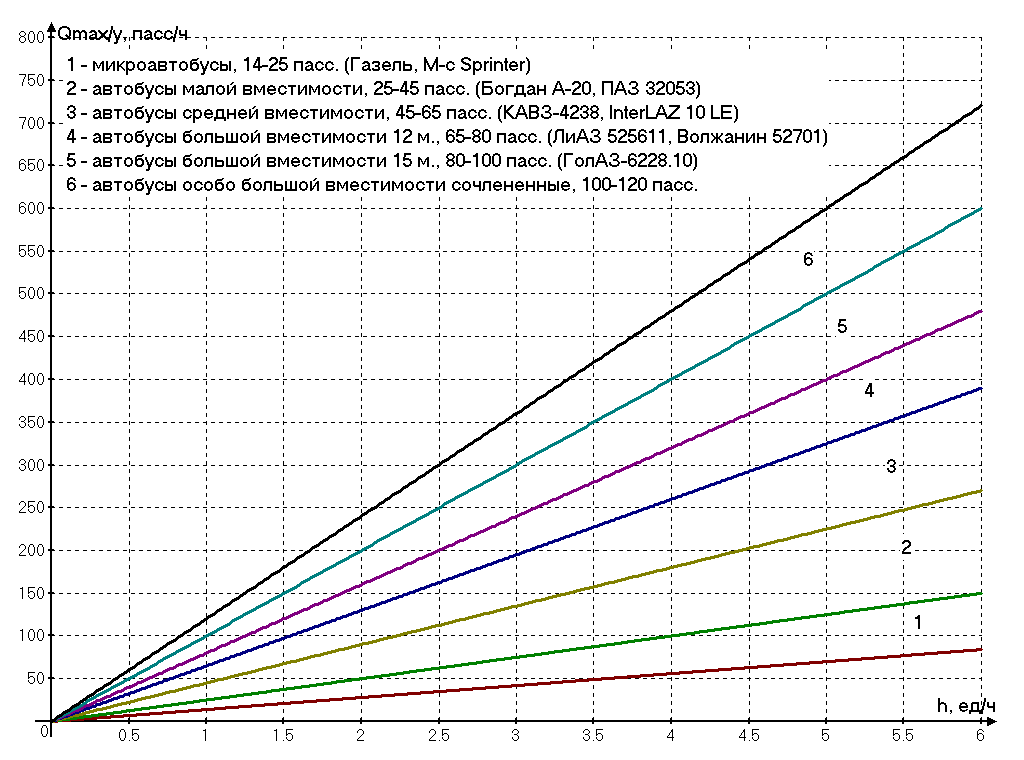 Qmax/y, пасс/ч
1 - микроавтобусы, 14-25 пасс. (Газель, М-с Sprinter)
2 - автобусы малой вместимости, 25-45 пасс. (Богдан А-20, ПАЗ 32053)
3 - автобусы средней вместимости, 45-65 пасс. (КАВЗ-4238, InterLAZ 10 LE)
4 - автобусы большой вместимости 12 м., 65-80 пасс. (ЛиАЗ 525611, Волжанин 52701)
5 - автобусы большой вместимости 15 м., 80-100 пасс. (ГолАЗ-6228.10)
6 - автобусы особо большой вместимости сочлененные, 100-120 пасс.
800
750
700
650
600
550
500
450
400
350
300
250
200
150
100
50
6
5
4
3
2
1
h, ед/ч
0 0.5 1 1.5 2 2.5 3 3.5 4 4.5 5 5.5 6